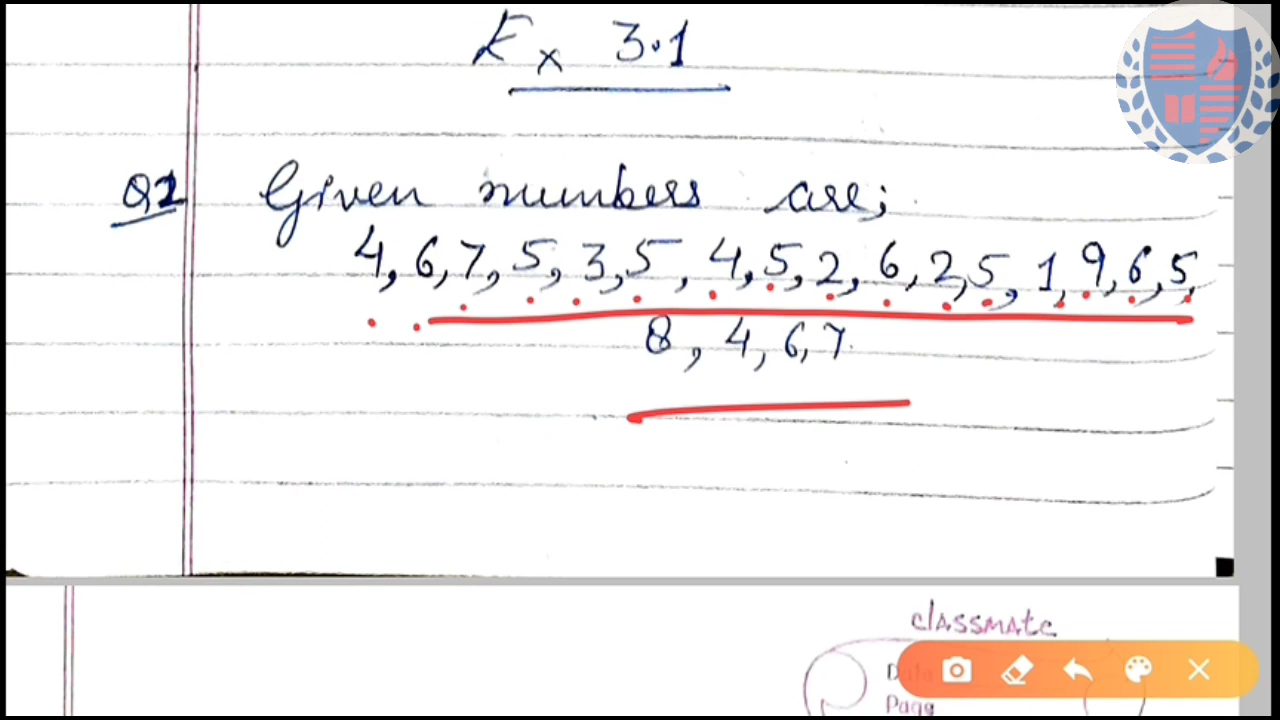 Ex 3.1
Q2 Given numbers are;
4, 6, 7, 5, 3, 5, 4, 5, 2, 6, 2, 5, 1, 9, 6, 5,
8, 4, 6, 7.
classmate
Page